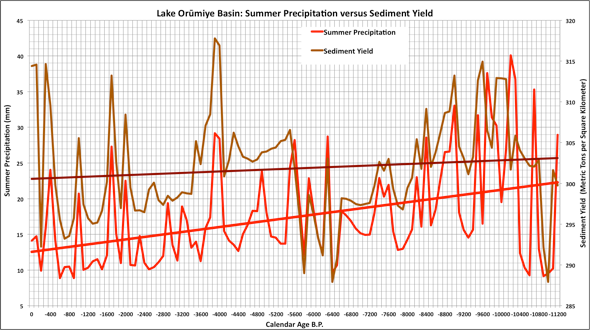 Lake Orümiye Basin: Summer Precipitation versus Sediment Yield
Summer Precipitation
Sediment Yield
Summer Precipitation (mm)
45
40
35
30
25
20
15
10
5
Sediment Yield (Metric Tons per Square Kilometer)
320
315
310
305
300
295
290
285
0 -400 -800 -1200 -1600 -2000 -2400 -2800 -3200 -3600 -4000 -4400 -4800 -5200 -5600 -6000 -6400 -6800 -7200 -7600 -8000 -8400 -8800 -9200 -9600 -10000 -10400 -10800 -11200
Calendar Age B.P.